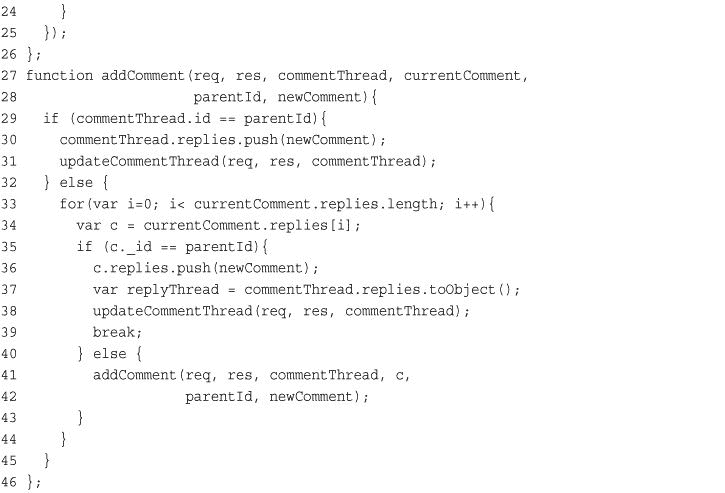 24     }
25   });
26 };
27 function addComment(req, res, commentThread, currentComment,
28                     parentId, newComment){
29   if (commentThread.id == parentId){
30     commentThread.replies.push(newComment);
31     updateCommentThread(req, res, commentThread);
32   } else {
33     for(var i=0; i< currentComment.replies.length; i++){
34       var c = currentComment.replies[i];
35       if (c._id == parentId){
36         c.replies.push(newComment);
37         var replyThread = commentThread.replies.toObject();
38         updateCommentThread(req, res, commentThread);
39         break;
40       } else {
41         addComment(req, res, commentThread, c,
42                    parentId, newComment);
43       }
44     }
45   }
46 };